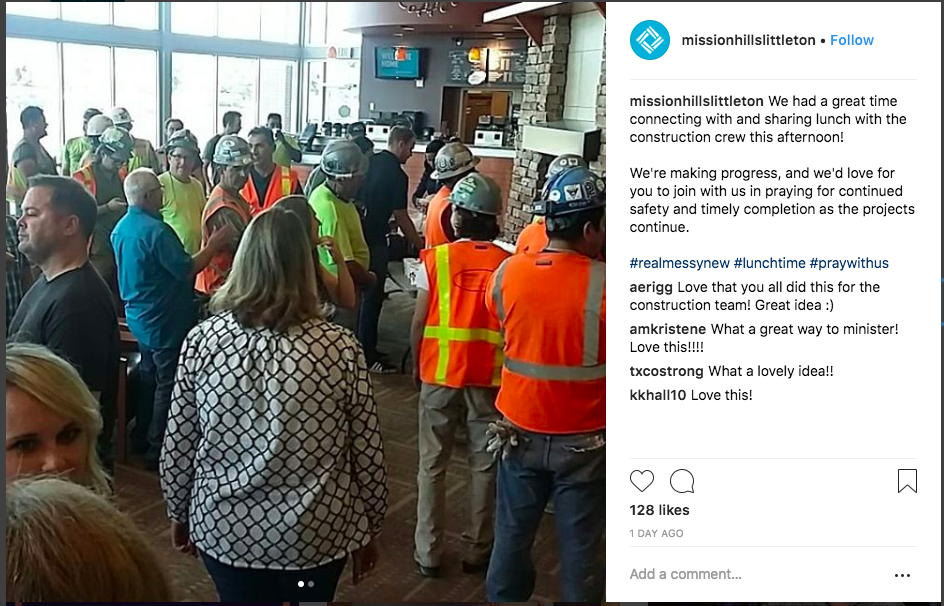 missionhillslittleton • Follow
missionhillslittleton We had a great time
connecting with and sharing lunch with the
construction crew this afternoon!
We're making progress, and we'd love for
you to join with us in praying for continued
safety and timely completion as the projects
continue.
#realmessynew #lunchtime #praywithus
aerigg Love that you all did this for the
construction team! Great idea :)
amkristene What a great way to minister!
Love this!!!!
txcostrong What a lovely idea!!
kkhall10 Love this!
128 likes
1 DAY AGO
Add a comment...
WELCOME
HOME